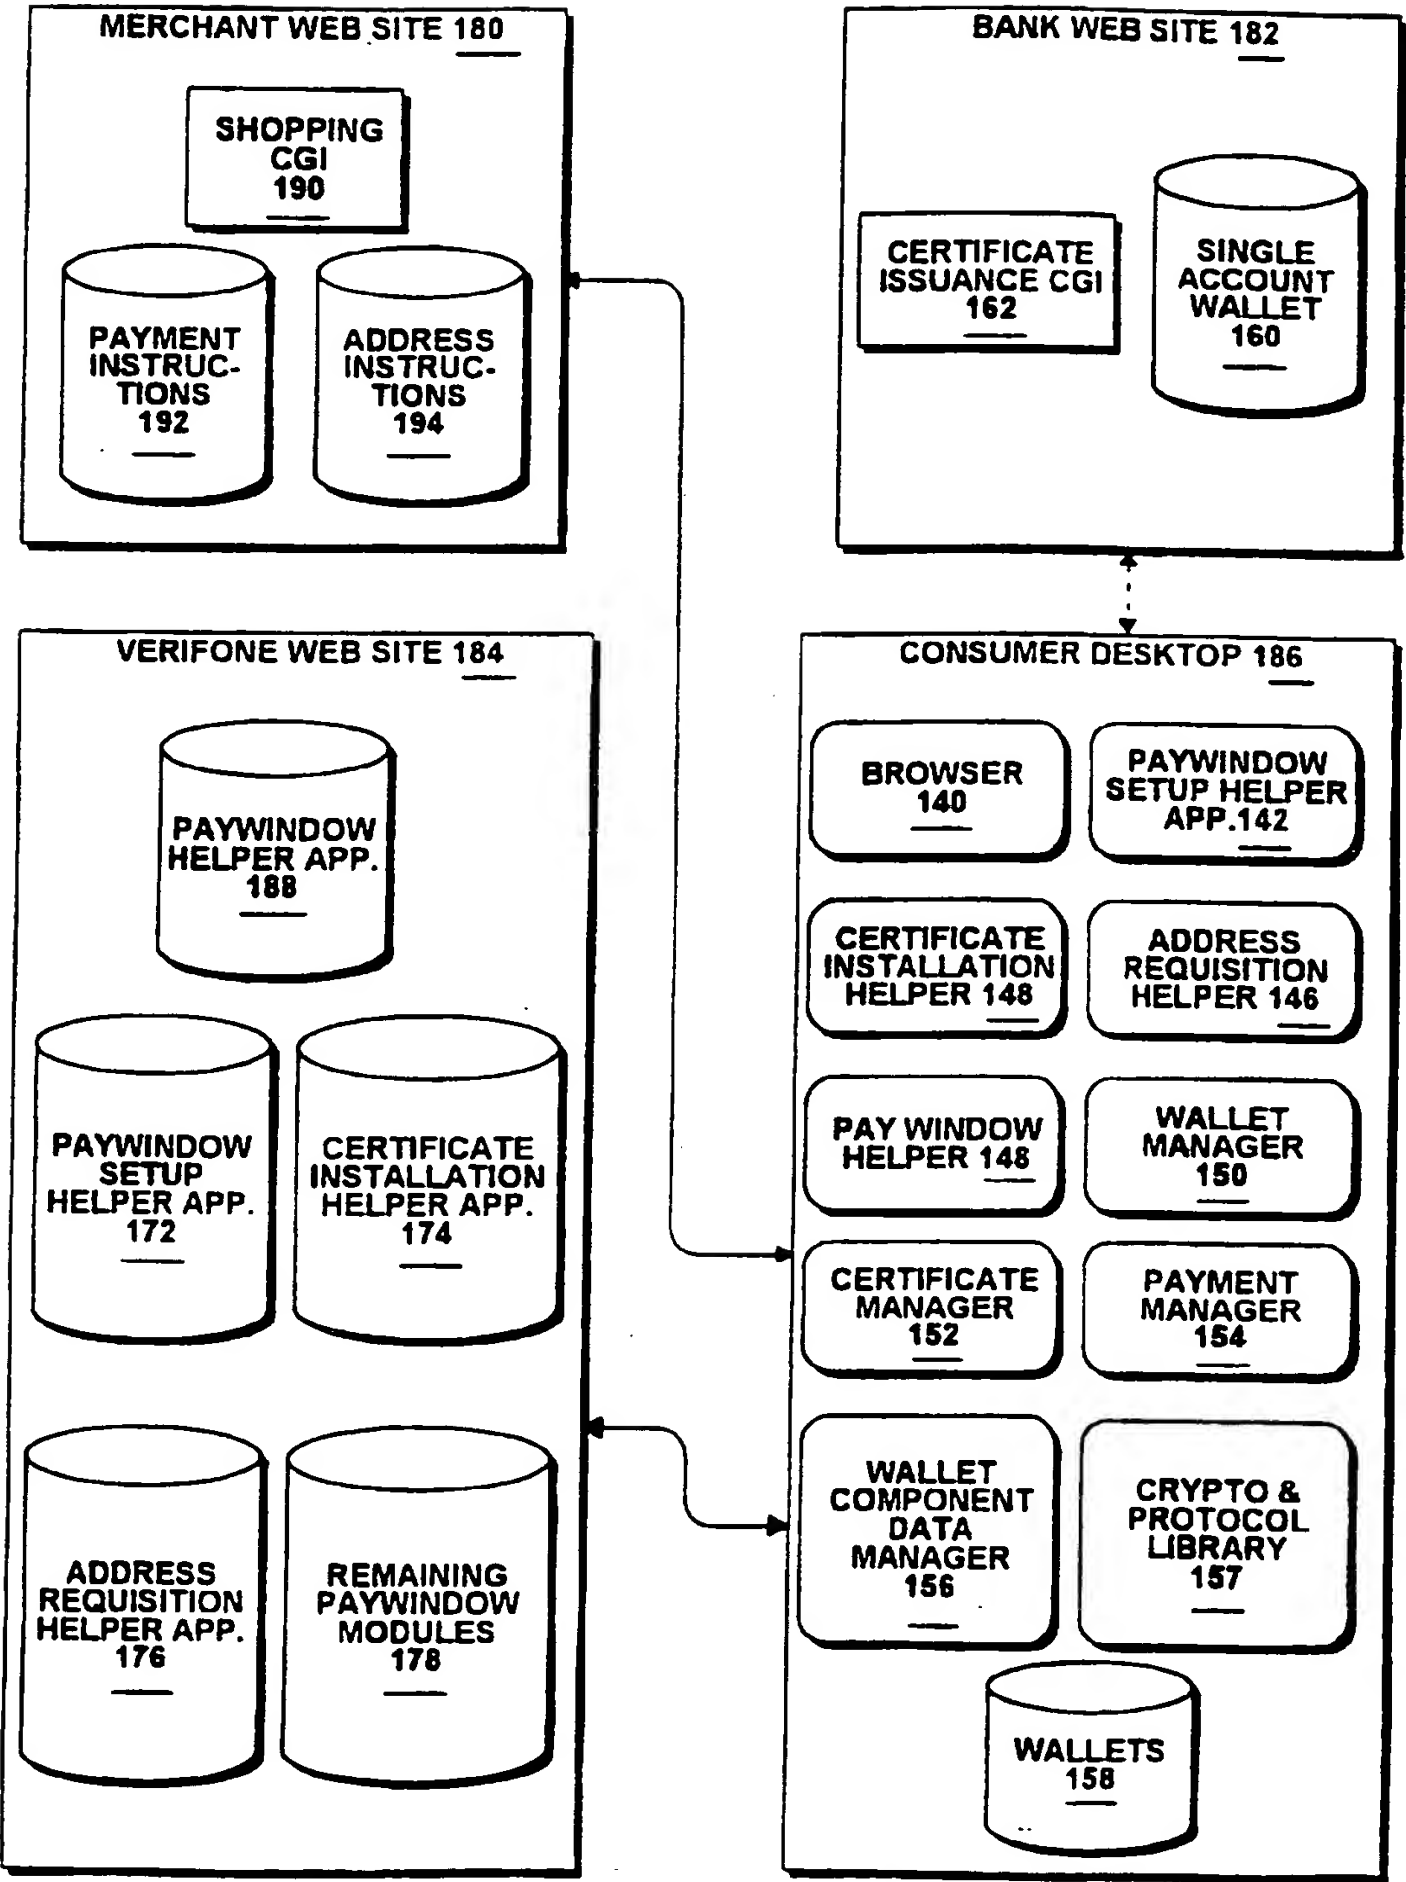 MERCHANT WEB SITE 180
SHOPPING
CGI
190
PAYMENT
INSTRUC-
TIONS
192
ADDRESS
INSTRUC-
TIONS
194
BANK WEB SITE 182
CERTIFICATE
ISSUANCE CGI
162
SINGLE
ACCOUNT
WALLET
160
VERIFONE WEB SITE 184
PAYWINDOW
HELPER APP.
188
PAYWINDOW
SETUP
HELPER APP.
172
CERTIFICATE
INSTALLATION
HELPER APP.
174
ADDRESS
REQUISITION
HELPER APP.
176
REMAINING
PAYWINDOW
MODULES
178
CONSUMER DESKTOP 186
BROWSER
140
PAYWINDOW
SETUP HELPER
APP.142
CERTIFICATE
INSTALLATION
HELPER 148
ADDRESS
REQUISITION
HELPER 146
PAY WINDOW
HELPER 148
WALLET
MANAGER
150
CERTIFICATE
MANAGER
152
PAYMENT
MANAGER
154
WALLET
COMPONENT
DATA
MANAGER
156
CRYPTO &
PROTOCOL
LIBRARY
157
WALLETS
158